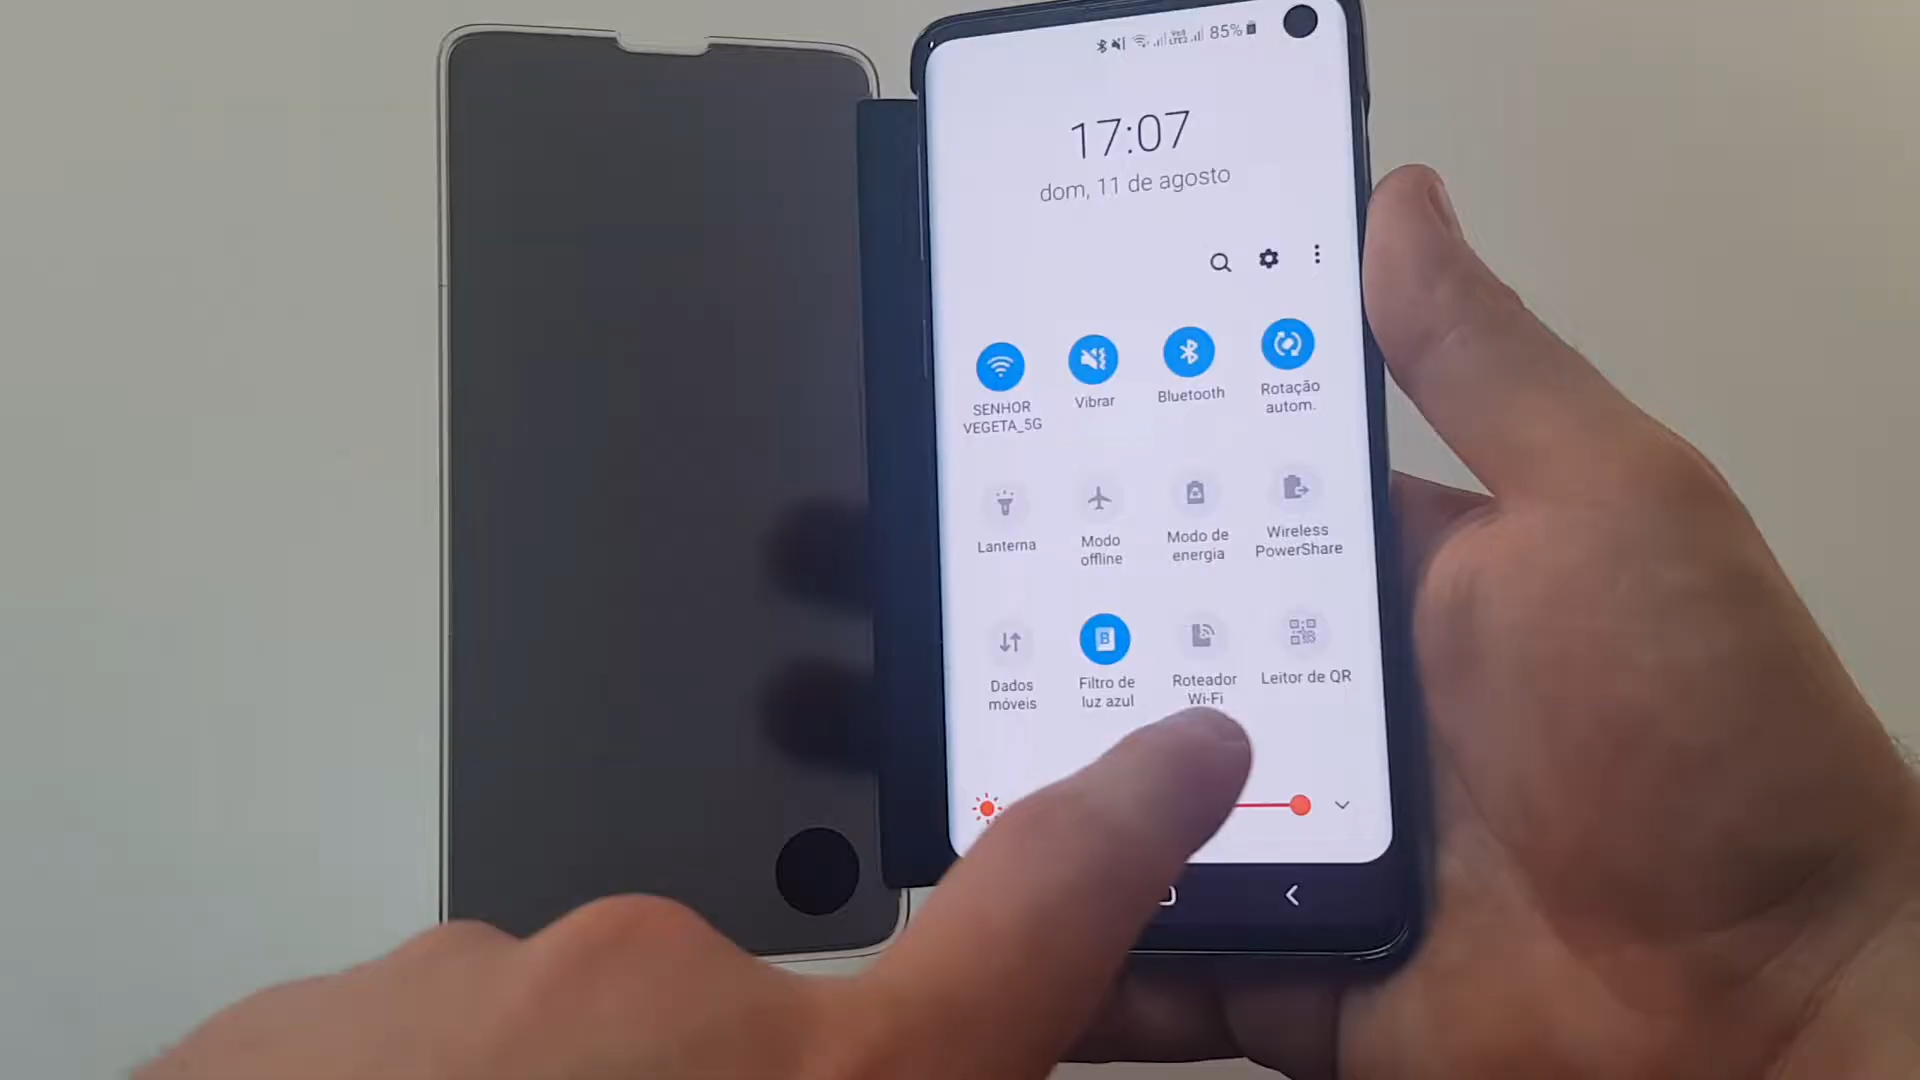 85%
17:07
dom, 11 de agosto
SENHOR
VEGETA_5G
Vibrar
Bluetooth
Rotação
autom.
Lanterna
Modo
offline
Modo de
energia
Wireless
PowerShare
Dados
móveis
Filtro de
luz azul
Roteador
Wi-Fi
Leitor de QR